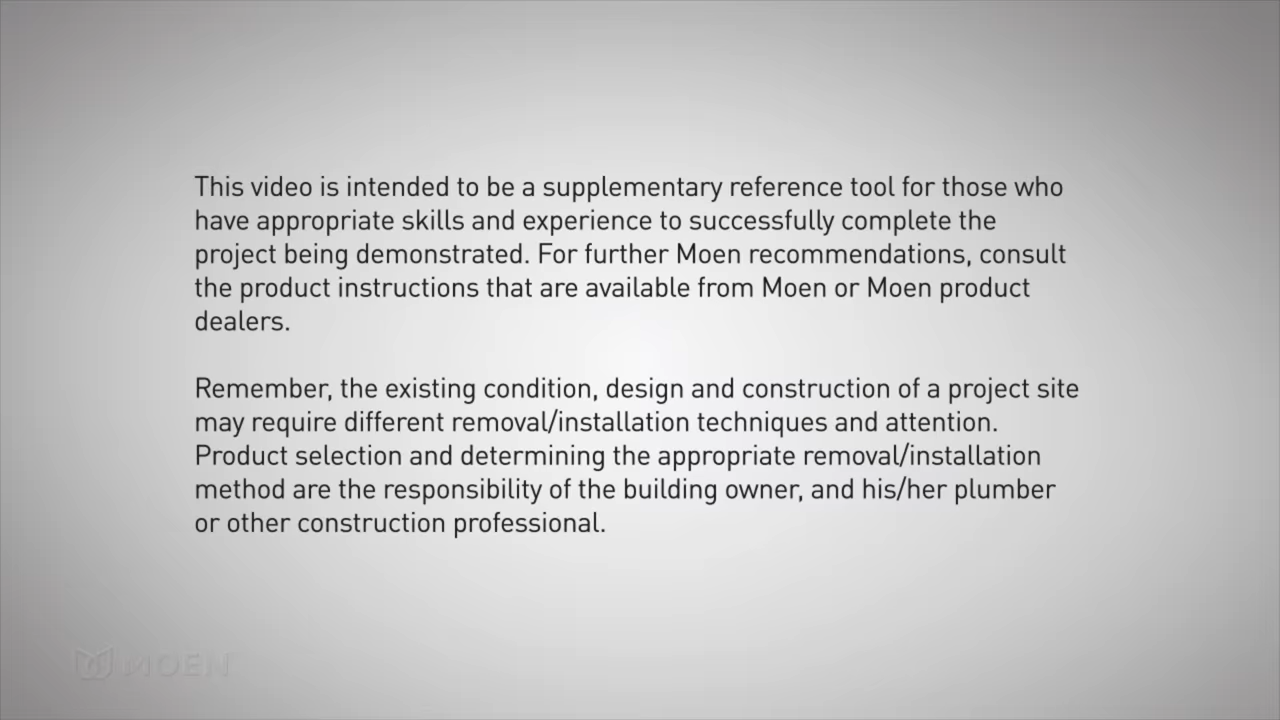 This video is intended to be a supplementary reference tool for those who
have appropriate skills and experience to successfully complete the
project being demonstrated. For further Moen recommendations, consult
the product instructions that are available from Moen or Moen product
dealers.
Remember, the existing condition, design and construction of a project site
may require different removal/installation techniques and attention.
Product selection and determining the appropriate removal/installation
method are the responsibility of the building owner, and his/her plumber
or other construction professional.
MOEN